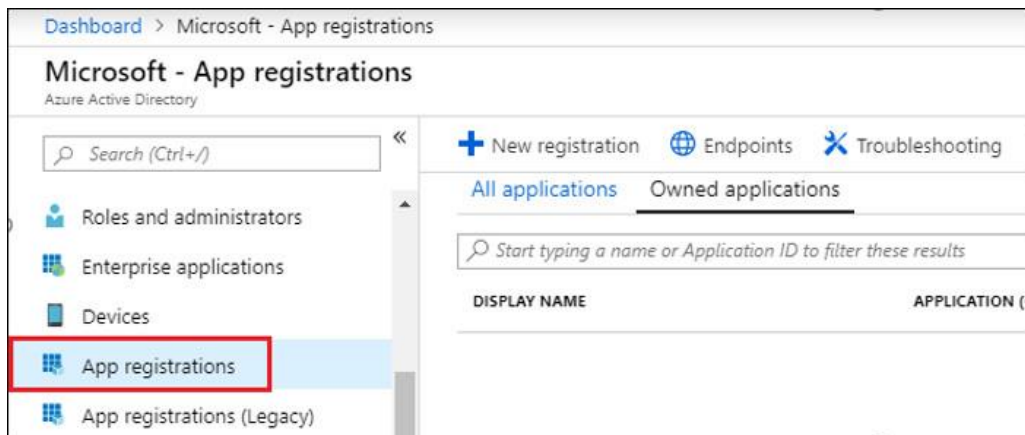 Dashboard > Microsoft - App registrations
Microsoft - App registrations
Azure Active Directory
Search (Ctrl+/)
«
Roles and administrators
Enterprise applications
Devices
App registrations
App registrations (Legacy)
New registration Endpoints Troubleshooting
All applications Owned applications
Start typing a name or Application ID to filter these results
DISPLAY NAME APPLICATION (